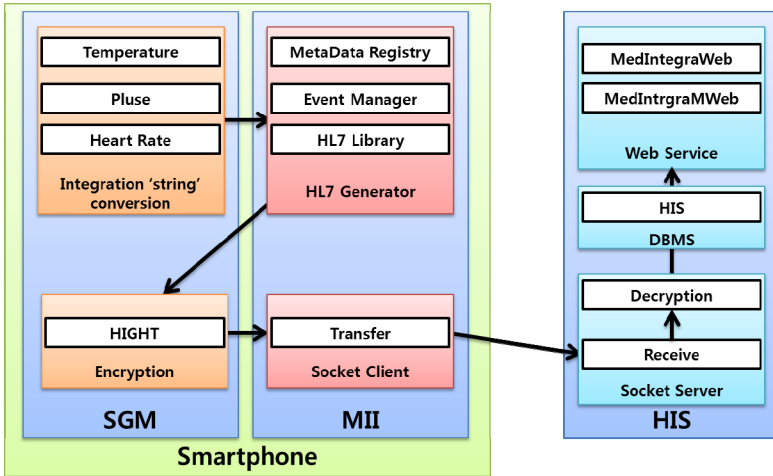 Temperature
Pluse
Heart Rate
Integration 'string'
conversion
MetaData Registry
Event Manager
HL7 Library
HL7 Generator
HIGHT
Encryption
Transfer
Socket Client
SGM
MII
Smartphone
MedIntegraWeb
MedIntrgraMWeb
Web Service
HIS
DBMS
Decryption
Receive
Socket Server
HIS